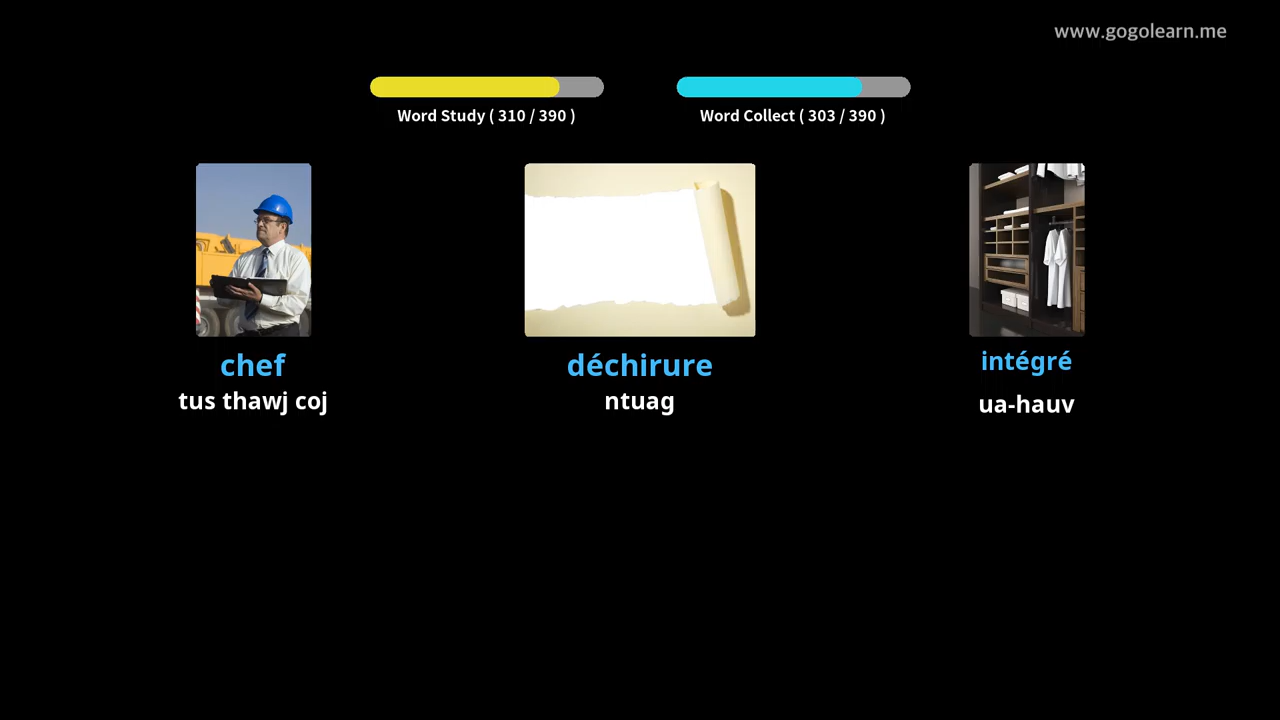 www.gogolearn.me
Word Study ( 310 / 390 )
Word Collect ( 303 / 390 )
chef
tus thawj coj
déchirure
ntuag
intégré
ua-hauv